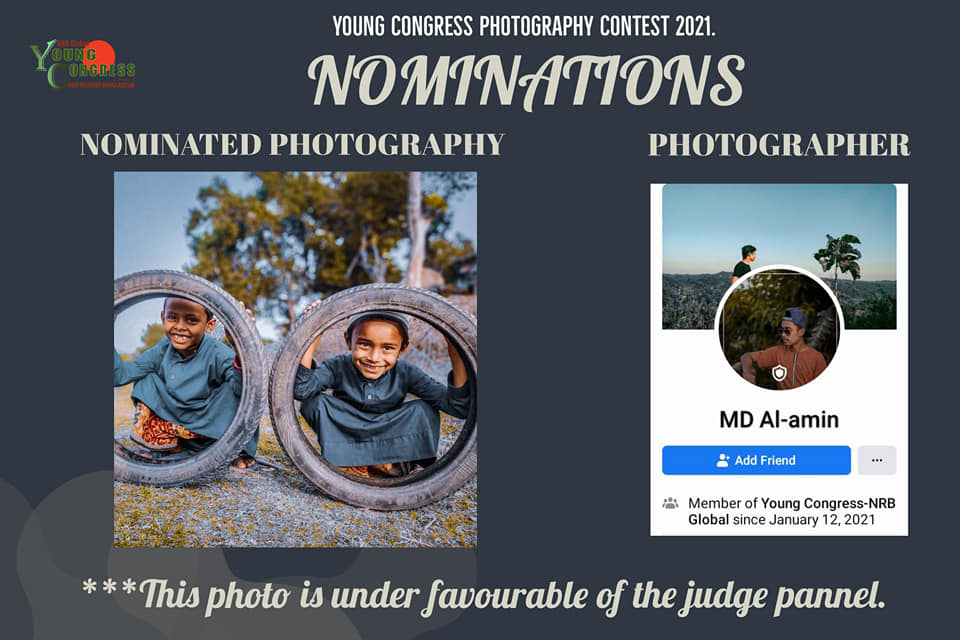 YOUNG CONGRESS PHOTOGRAPHY CONTEST 2021.
YOUNG
CONGRESS
NOMINATIONS
NOMINATED PHOTOGRAPHY
PHOTOGRAPHER
MD Al-amin
Add Friend
...
Member of Young Congress-NRB
Global since January 12, 2021
***This photo is under favourable of the judge pannel.